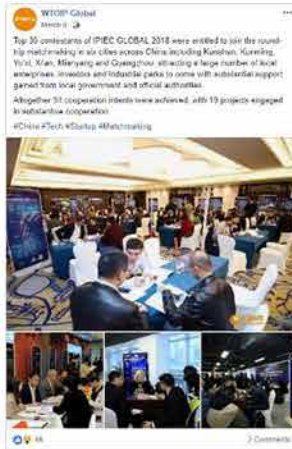 WTOIP Global
March
Top 30 contestants of IPIEC GLOBAL 2018 were entitled to join the round-
trip matchmaking in six cities across China including Kunshan, Kunming,
Xi'an, Mianyang and Guangzhou attracting a large number of local
enterprises, investors and industrial parks to come with substantial support
gained from local government and official authorities.
Altogether cooperation intents were achieved, with 19 projects engaged
in substantive cooperation
#China #Tech #Startup #Matchmaking
2 Comments